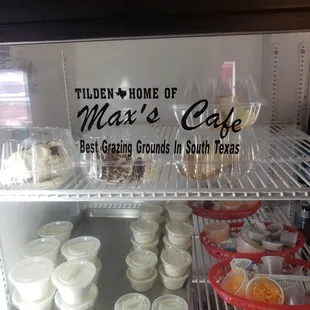 TILDEN HOME OF
Max's Cafe
Best Grazing Grounds In South Texas